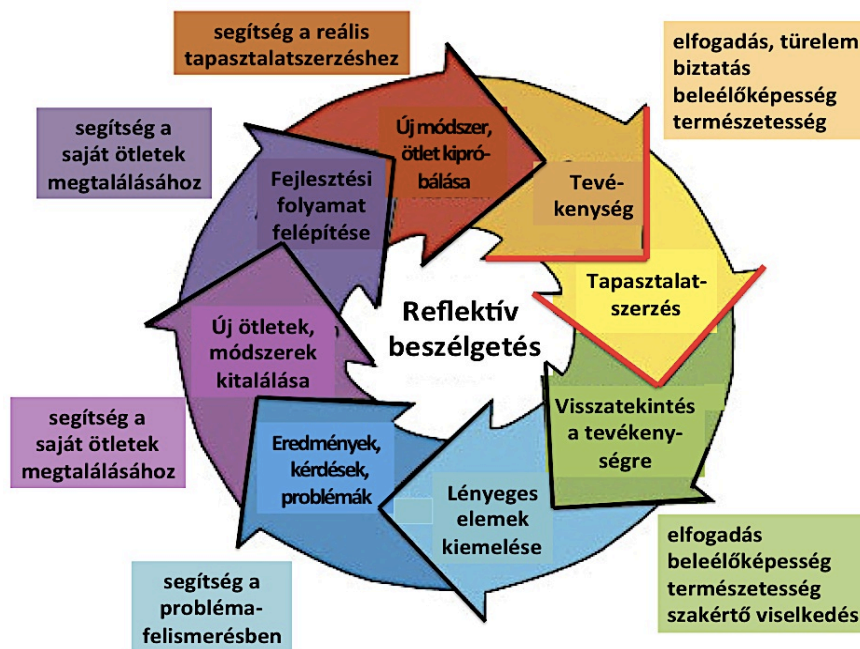 segítség a reális
tapasztalatszerzéshez
elfogadás, türelem
biztatás
beleélőképesség
természetesség
segítség a
saját ötletek
megtalálásához
Új módszer,
ötlet kipró-
bálása
Tevé-
kenység
Fejlesztési
folyamat
felépítése
Tapasztalat-
szerzés
Reflektív
beszélgetés
Új ötletek,
módszerek
kitalálása
Visszatekintés
a tevékeny-
ségre
segítség a
saját ötletek
megtalálásához
Eredmények,
kérdések,
problémák
Lényeges
elemek
kiemelése
elfogadás
beleélőképesség
természetesség
szakértő viselkedés
segítség a
probléma-
felismerésben